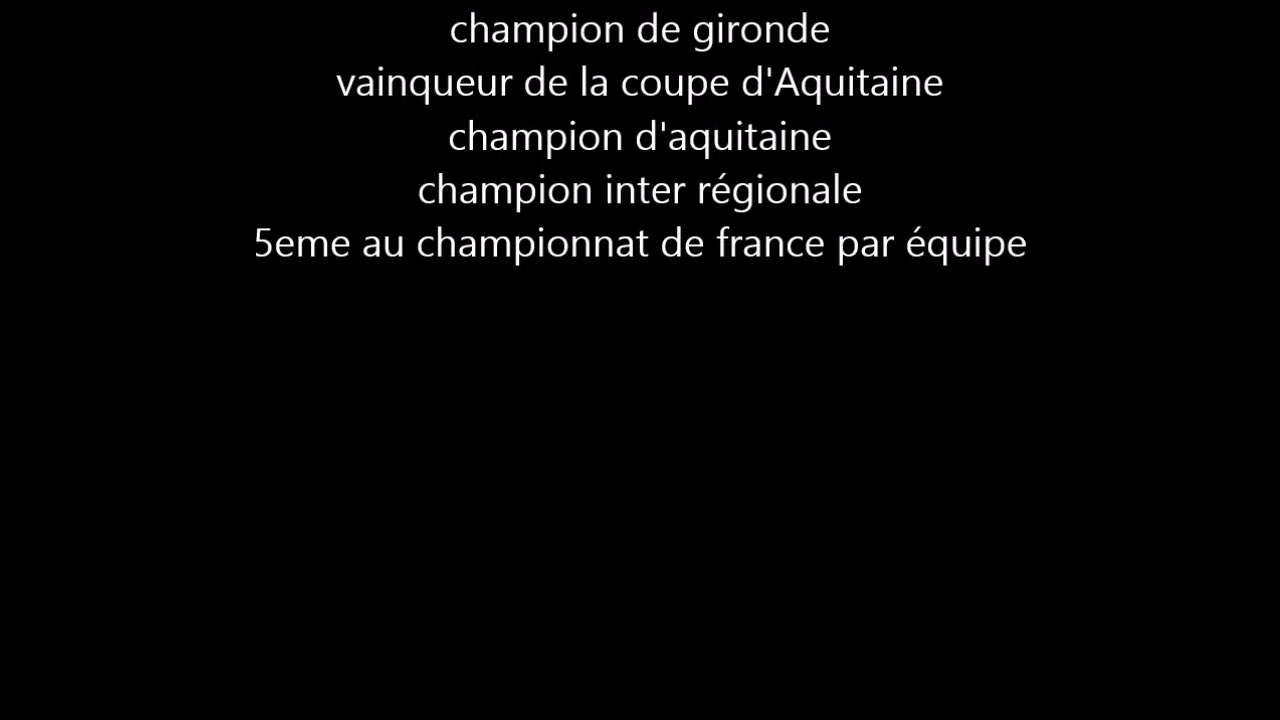 champion de gironde
vainqueur de la coupe d'Aquitaine
champion d'aquitaine
champion inter régionale
5eme au championnat de france par équipe